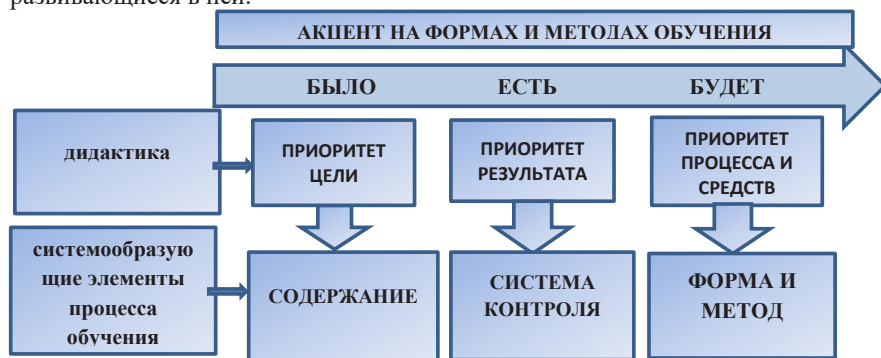 развивающиеся в ней.
АКЦЕНТ НА ФОРМАХ И МЕТОДАХ ОБУЧЕНИЯ
БЫЛО ЕСТЬ БУДЕТ
дидактика
ПРИОРИТЕТ
ЦЕЛИ
ПРИОРИТЕТ
РЕЗУЛЬТАТА
ПРИОРИТЕТ
ПРОЦЕССА И
СРЕДСТВ
системообразую
щие элементы
процесса
обучения
СОДЕРЖАНИЕ
СИСТЕМА
КОНТРОЛЯ
ФОРМА И
МЕТОД